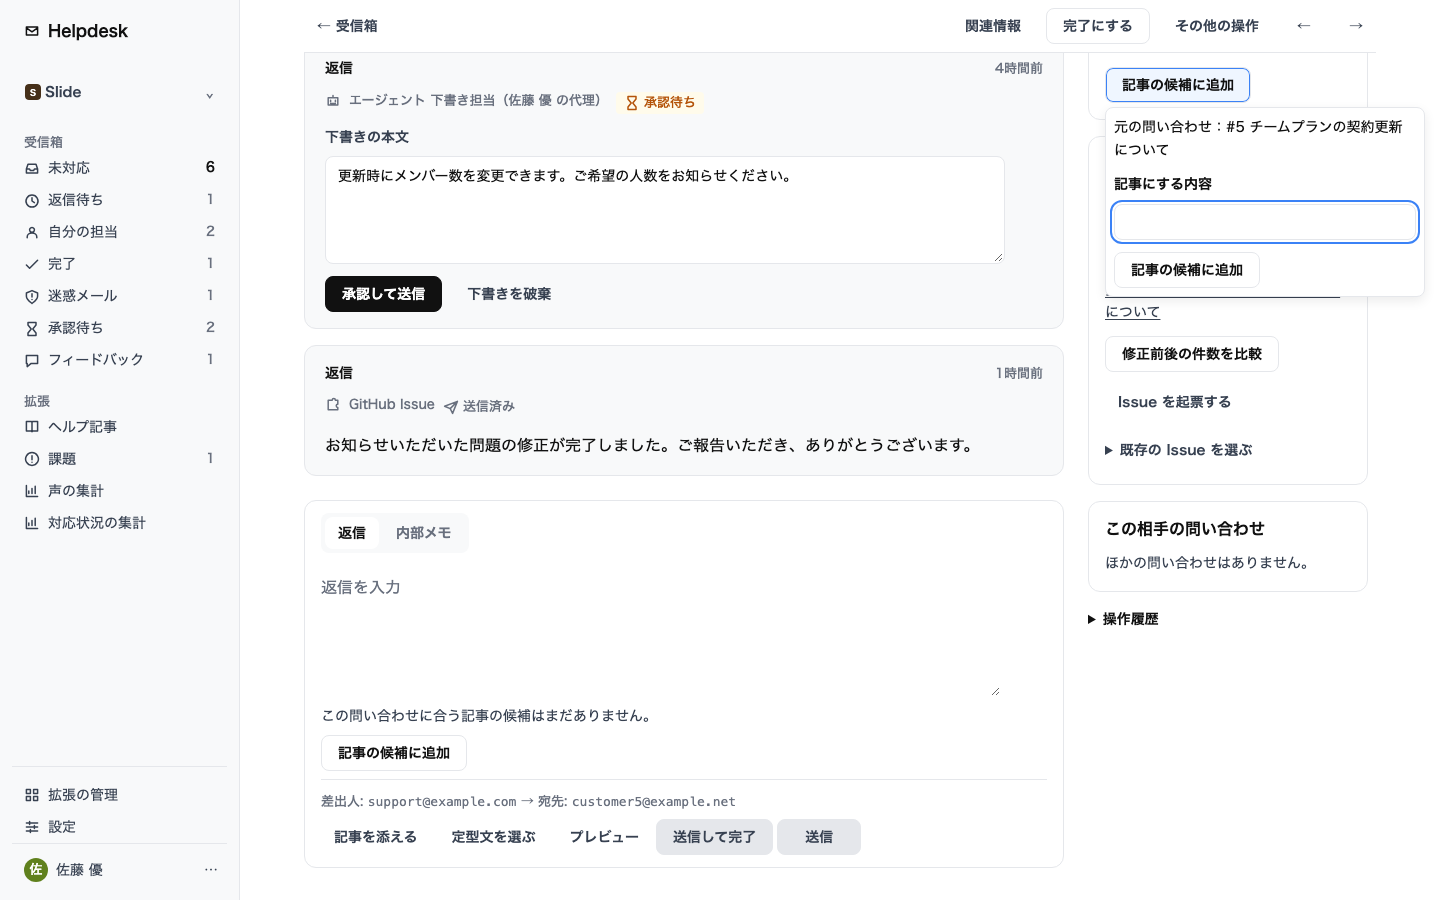 Helpdesk
S Slide
受信箱
未対応 6
返信待ち 1
自分の担当 2
完了 1
迷惑メール 1
承認待ち 2
フィードバック 1
拡張
ヘルプ記事
課題 1
声の集計
対応状況の集計
拡張の管理
設定
佐 佐藤 優 …
← 受信箱
関連情報 完了にする その他の操作 ← →
返信 4時間前
エージェント 下書き担当（佐藤 優 の代理） 承認待ち
下書きの本文
更新時にメンバー数を変更できます。ご希望の人数をお知らせください。
承認して送信 下書きを破棄
返信 1時間前
GitHub Issue 送信済み
お知らせいただいた問題の修正が完了しました。ご報告いただき、ありがとうございます。
返信 内部メモ
返信を入力
この問い合わせに合う記事の候補はまだありません。
記事の候補に追加
差出人: support@example.com → 宛先: customer5@example.net
記事を添える 定型文を選ぶ プレビュー 送信して完了 送信
記事の候補に追加
元の問い合わせ：#5 チームプランの契約更新
について
記事にする内容
記事の候補に追加
について
修正前後の件数を比較
Issue を起票する
▶ 既存の Issue を選ぶ
この相手の問い合わせ
ほかの問い合わせはありません。
▶ 操作履歴